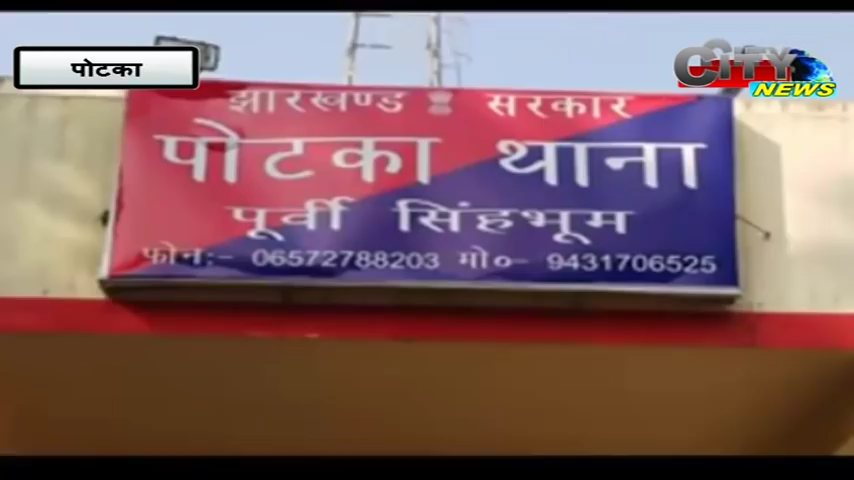 पोटका
CITY NEWS
झारखण्ड सरकार
पोटका थाना
पूर्वी सिंहभूम
फोन:- 06572788203 मो०- 9431706525